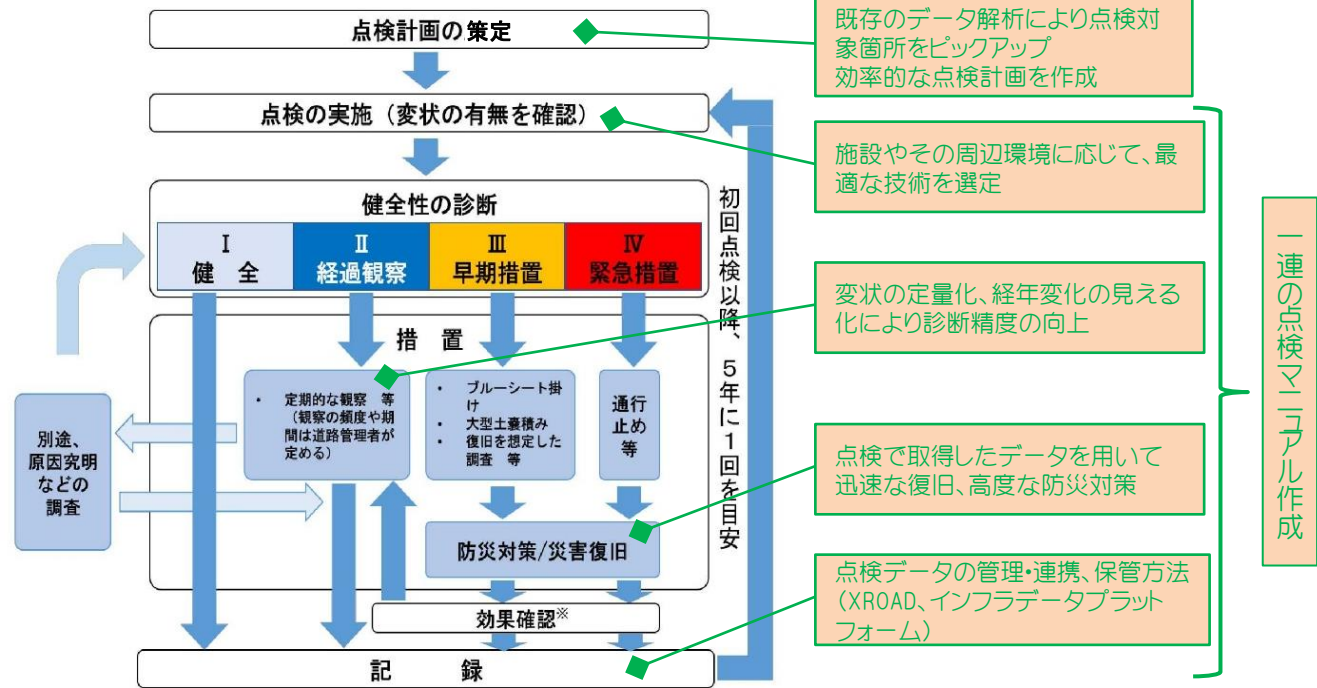 点検計画の策定
点検の実施（変状の有無を確認）
健全性の診断
Ⅰ
健　全
Ⅱ
経過観察
Ⅲ
早期措置
Ⅳ
緊急措置
措　置
・ 定期的な観察　等
（観察の頻度や期
間は道路管理者が
定める）
・ ブルーシート掛
け
・ 大型土嚢積み
・ 復旧を想定した
調査　等
通行
止め
等
別途、
原因究明
などの
調査
防災対策/災害復旧
効果確認※
記　録
初回点検以降、５年に１回を目安
既存のデータ解析により点検対
象箇所をピックアップ
効率的な点検計画を作成
施設やその周辺環境に応じて、最
適な技術を選定
変状の定量化、経年変化の見える
化により診断精度の向上
点検で取得したデータを用いて
迅速な復旧、高度な防災対策
点検データの管理・連携、保管方法
（XROAD、インフラデータプラット
フォーム）
一連の点検マニュアル作成